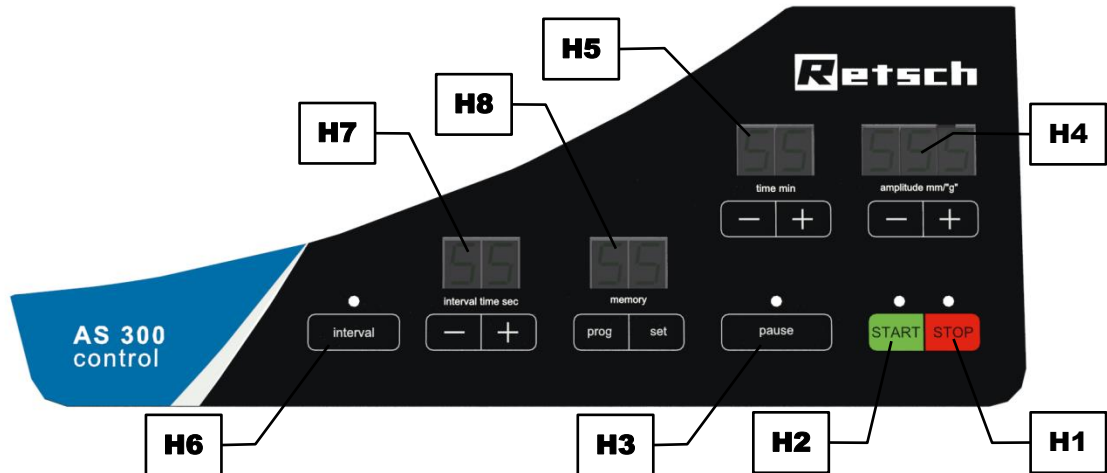 H5
Retsch
H8
H7
H4
time min
amplitude mm/"g"
− +
− +
interval time sec
memory
AS 300
control
interval
− +
prog set
pause
START STOP
H6
H3
H2
H1